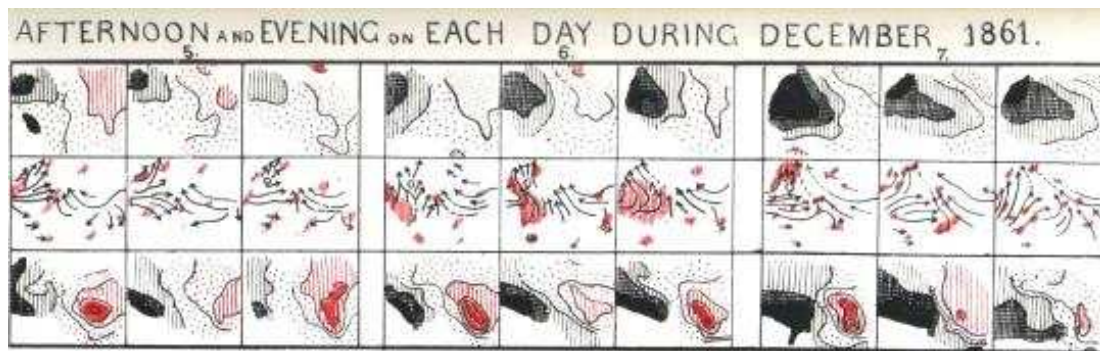 AFTERNOON AND EVENING ON EACH DAY DURING DECEMBER, 1861.
5. 6. 7.